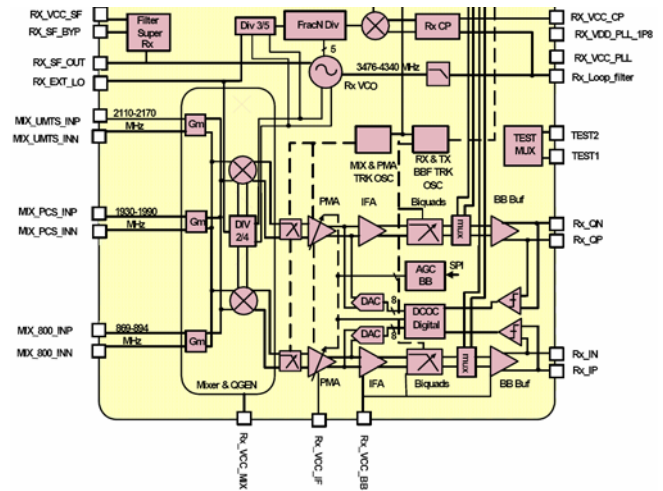 RX_VCC_SF
RX_SF_BYP
RX_SF_OUT
RX_EXT_LO
MIX_UMTS_INP
MIX_UMTS_INN
MIX_PCS_INP
MIX_PCS_INN
MIX_800_INP
MIX_800_INN
Filter
Super
Rx
Div 3/5
FracN Div
Rx CP
5
Rx VCO
3476-4340 MHz
RX_VCC_CP
RX_VDD_PLL_1P8
RX_VCC_PLL
Rx_Loop_filter
2110-2170
MHz
Gm
1930-1990
MHz
Gm
869-894
MHz
Gm
DIV
2/4
Mixer & QGEN
MIX & PMA
TRK OSC
RX & TX
BBF TRK
OSC
TEST
MUX
TEST2
TEST1
PMA
IFA
Biquads
mux
BB Buf
Rx_QN
Rx_QP
AGC
BB
SPI
DAC
8
DCOC
Digital
DAC
8
PMA
IFA
Biquads
mux
BB Buf
Rx_IN
Rx_IP
Rx_VCC_MIX
Rx_VCC_IF
Rx_VCC_BB